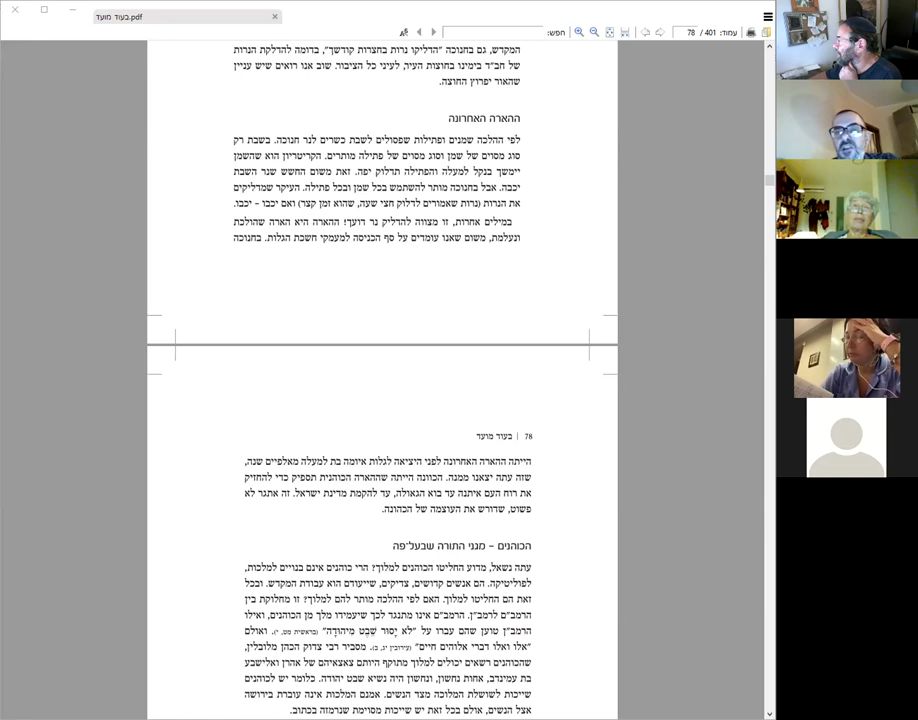 בעוד מועד.pdf
עמוד: 78 / 401
חפש:
המקדש, גם בחנוכה "הדליקו נרות בחצרות קודשך", בדומה להדלקת הנרות
של חב"ד בימינו בחוצות העיר, לעיני כל הציבור. שוב אנו רואים שיש עניין
שהאור יפרוץ החוצה.
ההארה האחרונה
לפי ההלכה שמנים ופתילות שפסולים לשבת כשרים לנר חנוכה. בשבת רק
סוג מסוים של שמן וסוג מסוים של פתילה מותרים. הקריטריון הוא שהשמן
יימשך בנקל למעלה והפתילה תדלוק יפה. זאת משום החשש שנר השבת
יכבה. אבל בחנוכה מותר להשתמש בכל שמן ובכל פתילה. העיקר שמדליקים
את הנרות (נרות שאמורים לדלוק חצי שעה, שהוא זמן קצר) ואם יכבו – יכבו.
במילים אחרות, זו מצווה להדליק נר דועך! ההארה היא הארה שהולכת
ונעלמת, משום שאנו עומדים על סף הכניסה למעמקי חשכת הגלות. בחנוכה
78 | בעוד מועד
הייתה ההארה האחרונה לפני היציאה לגלות איומה בת למעלה מאלפיים שנה,
שזה עתה יצאנו ממנה. הכוונה הייתה שההארה הכוהנית תספיק כדי להחזיק
את רוח העם איתנה עד בוא הגאולה, עד להקמת מדינת ישראל. זה אתגר לא
פשוט, שדורש את העוצמה של הכהונה.
הכוהנים – מגני התורה שבעל־פה
עתה נשאל, מדוע החליטו הכוהנים למלוך? הרי כוהנים אינם בנויים למלכות,
לפוליטיקה. הם אנשים קדושים, צדיקים, שייעודם הוא עבודת המקדש. ובכל
זאת הם החליטו למלוך. האם לפי ההלכה מותר להם למלוך? זו מחלוקת בין
הרמב"ם לרמב"ן. הרמב"ם אינו מתנגד לכך שיעמידו מלך מן הכוהנים, ואילו
הרמב"ן טוען שהם עברו על "לֹא יָסוּר שֵׁבֶט מִיהוּדָה" (בראשית מט, י). ואולם
"אלו ואלו דברי אלוהים חיים" (עירובין יג, ב). מסביר רבי צדוק הכהן מלובלין,
שהכוהנים רשאים יכולים למלוך מתוקף היותם צאצאיהם של אהרן ואלישבע
בת עמינדב, אחות נחשון, ונחשון היה נשיא שבט יהודה. כלומר יש לכוהנים
שייכות לשושלת המלוכה מצד הנשים. אמנם המלכות אינה עוברת בירושה
אצל הנשים, אולם בכל זאת יש שייכות מסוימת שנרמזה בכתוב.